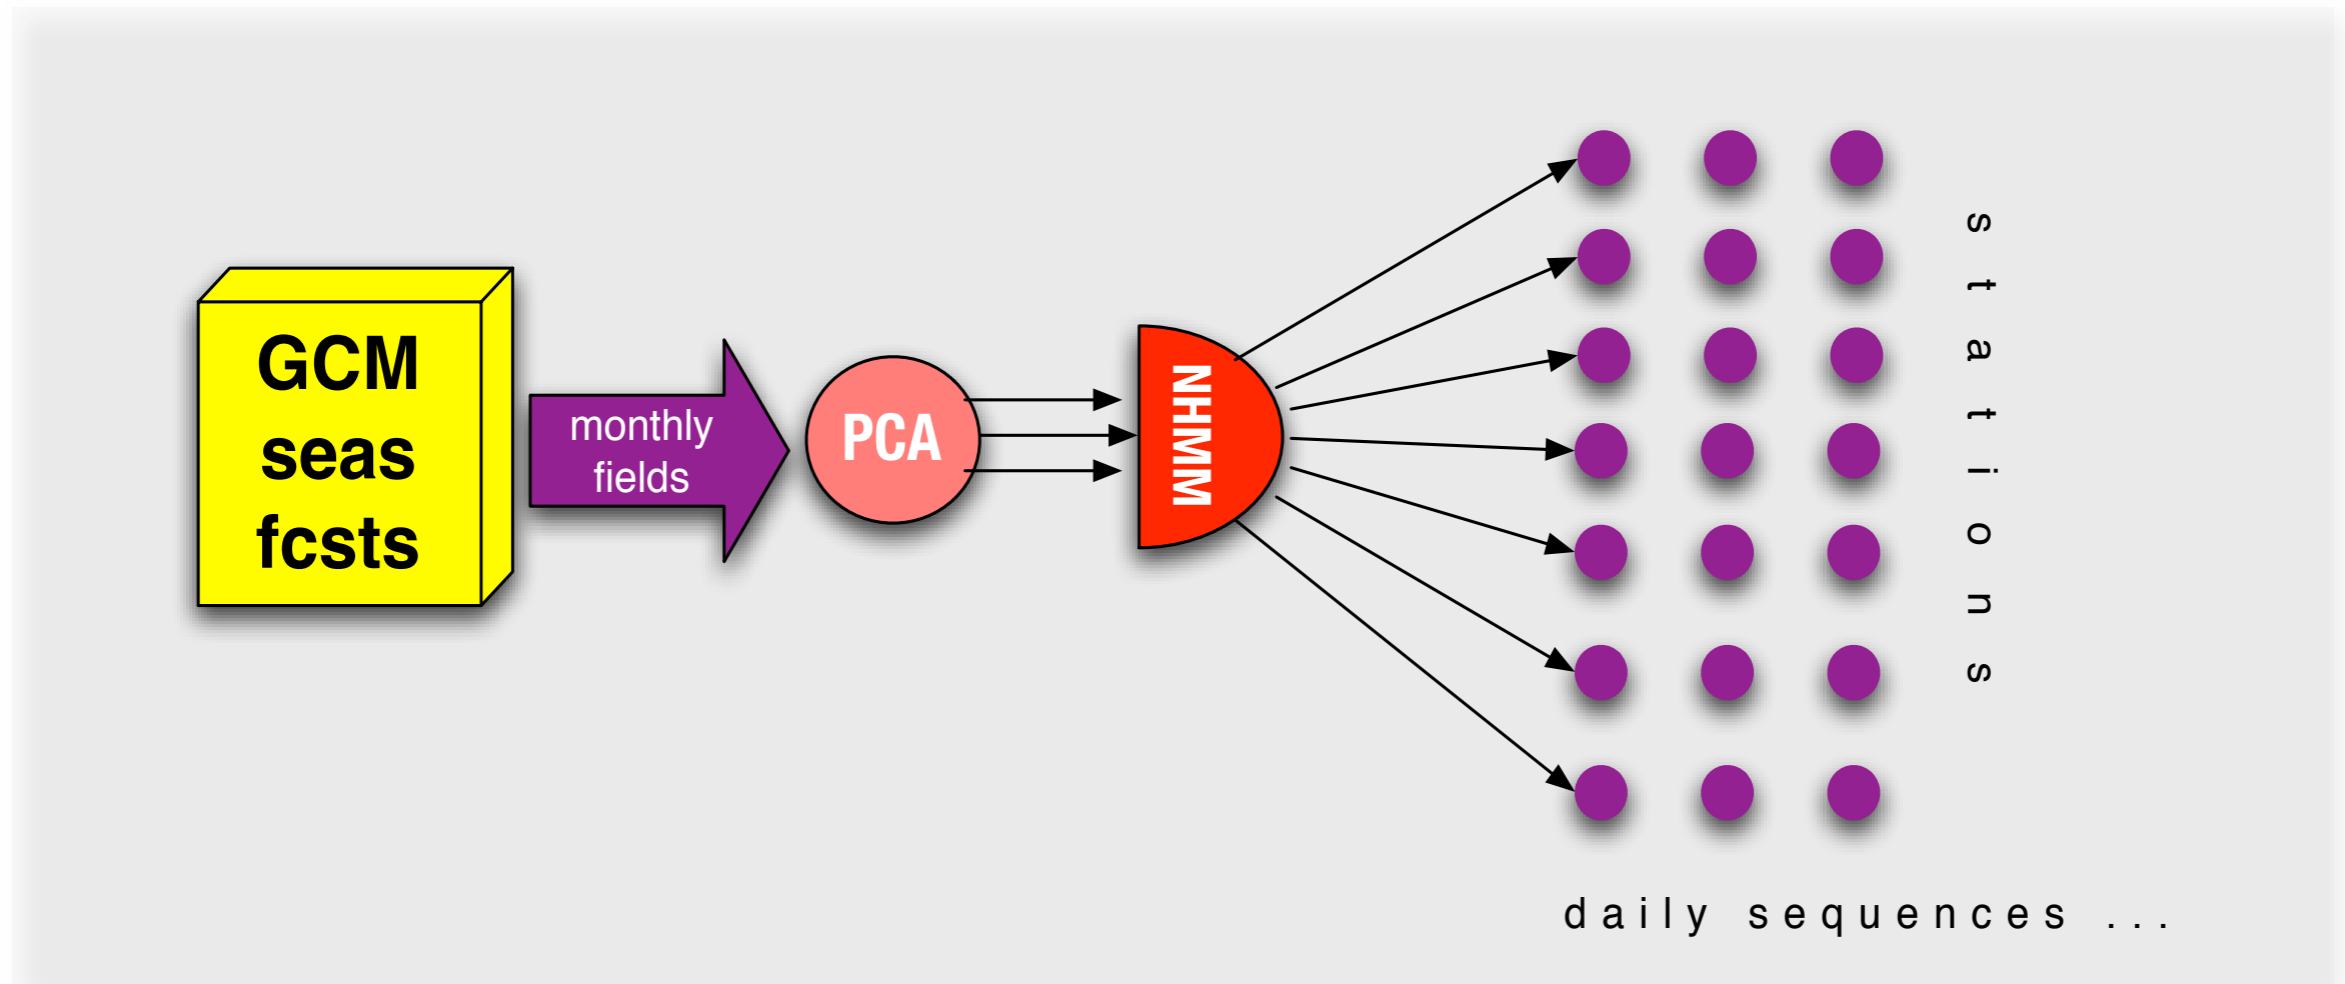 GCM
seas
fcsts
monthly
fields
PCA
NHMM
stations
daily sequences ...